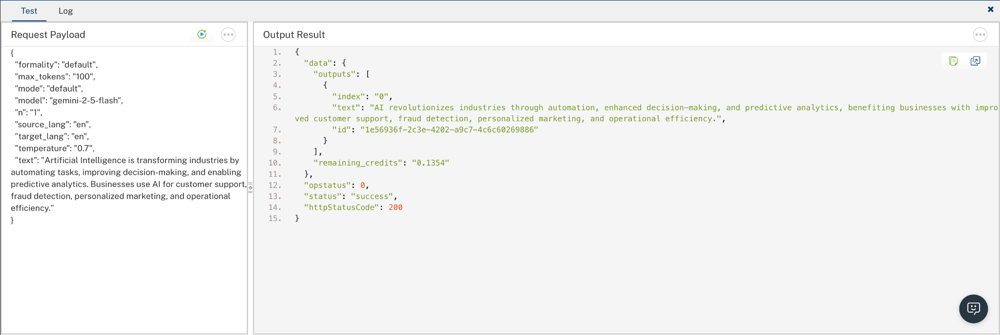 Test Log
Request Payload
{
"formality": "default",
"max_tokens": "100",
"mode": "default",
"model": "gemini-2-5-flash",
"n": "1",
"source_lang": "en",
"target_lang": "en",
"temperature": "0.7",
"text": "Artificial Intelligence is transforming industries by
automating tasks, improving decision-making, and enabling
predictive analytics. Businesses use AI for customer support,
fraud detection, personalized marketing, and operational
efficiency."
}
Output Result
1. {
2. "data": {
3. "outputs": [
4. {
5. "index": "0",
6. "text": "AI revolutionizes industries through automation, enhanced decision-making, and predictive analytics, benefiting businesses with impro
ved customer support, fraud detection, personalized marketing, and operational efficiency.",
7. "id": "1e56936f-2c3e-4202-a9c7-4c6c60269886"
8. }
9. ],
10. "remaining_credits": "0.1354"
11. },
12. "opstatus": 0,
13. "status": "success",
14. "httpStatusCode": 200
15. }